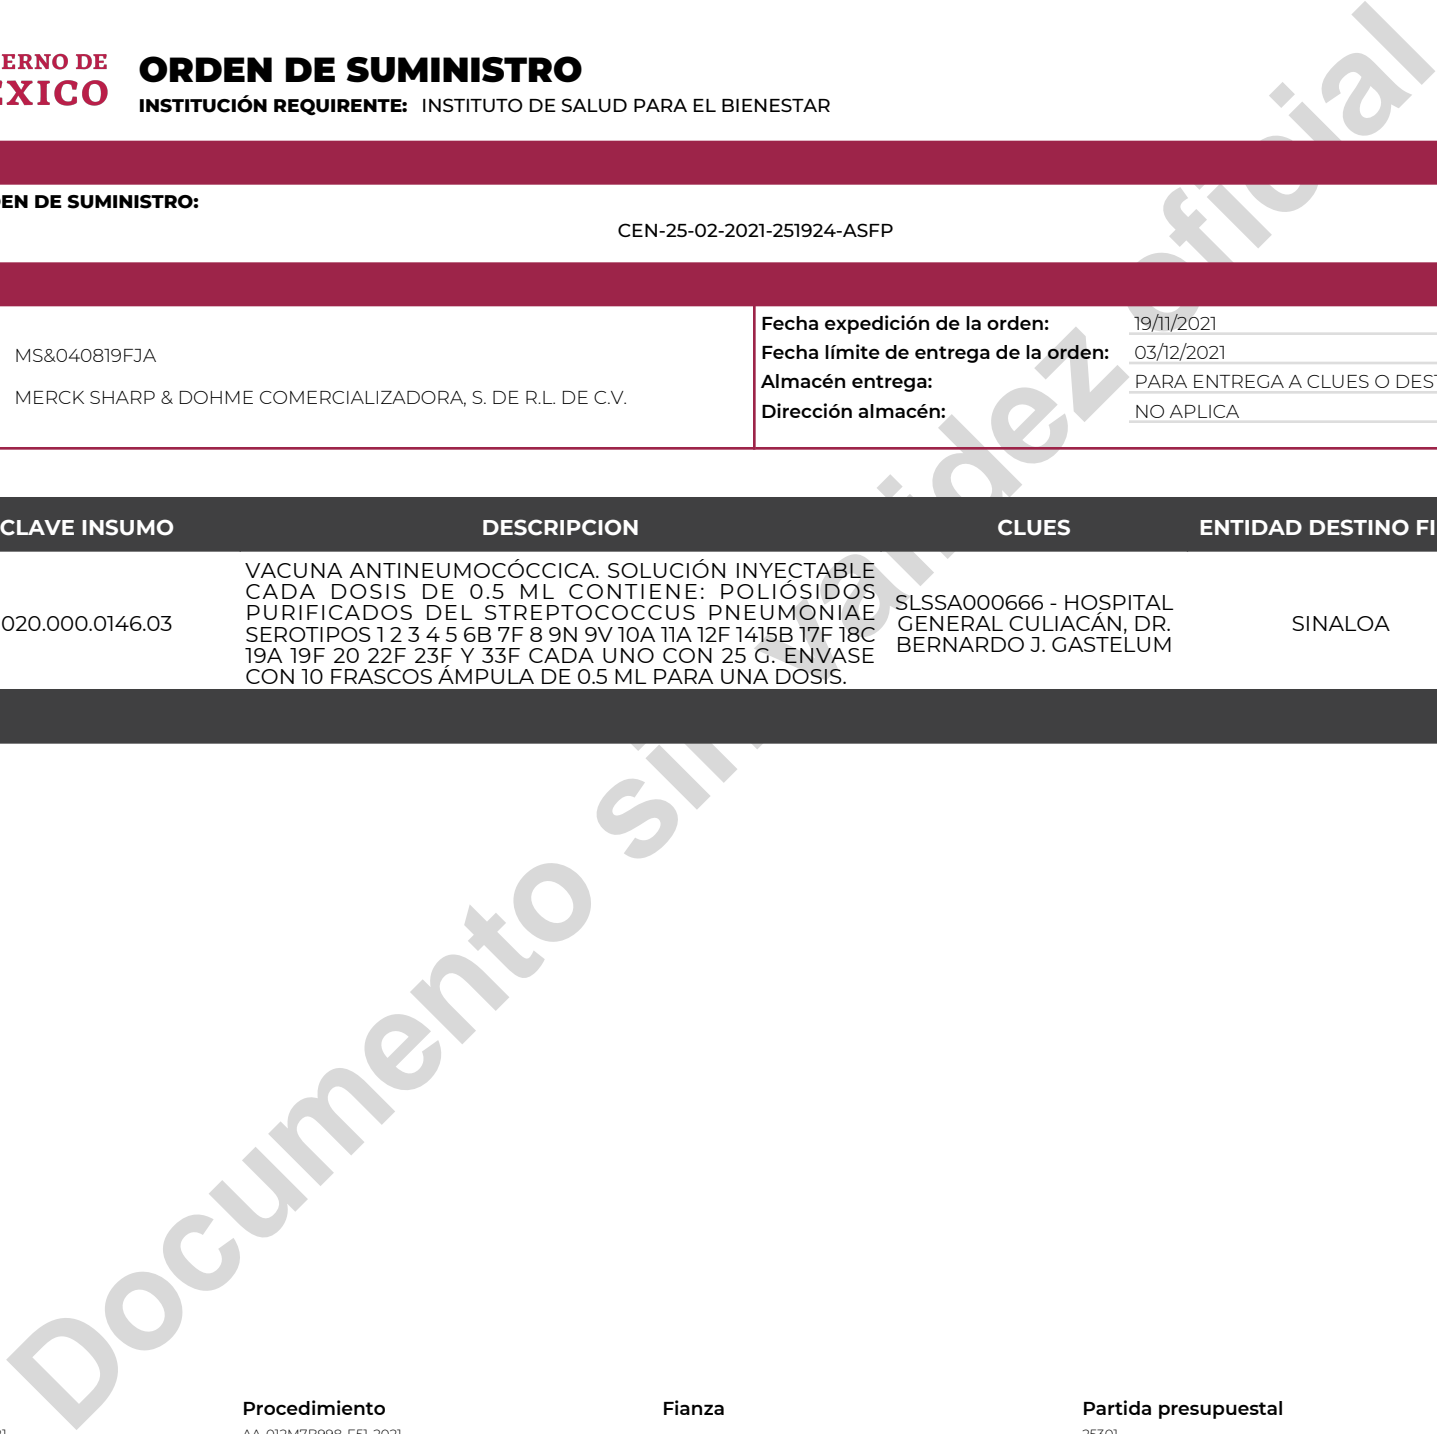 ERNO DE
EXICO
ORDEN DE SUMINISTRO
INSTITUCIÓN REQUIRENTE: INSTITUTO DE SALUD PARA EL BIENESTAR
EN DE SUMINISTRO:
CEN-25-02-2021-251924-ASFP
MS&040819FJA
MERCK SHARP & DOHME COMERCIALIZADORA, S. DE R.L. DE C.V.
Fecha expedición de la orden: 19/11/2021
Fecha límite de entrega de la orden: 03/12/2021
Almacén entrega: PARA ENTREGA A CLUES O DEST
Dirección almacén: NO APLICA
CLAVE INSUMO DESCRIPCION CLUES ENTIDAD DESTINO FI
020.000.0146.03
VACUNA ANTINEUMOCÓCCICA. SOLUCIÓN INYECTABLE
CADA DOSIS DE 0.5 ML CONTIENE: POLIÓSIDOS
PURIFICADOS DEL STREPTOCOCCUS PNEUMONIAE
SEROTIPOS 1 2 3 4 5 6B 7F 8 9N 9V 10A 11A 12F 1415B 17F 18C
19A 19F 20 22F 23F Y 33F CADA UNO CON 25 G. ENVASE
CON 10 FRASCOS ÁMPULA DE 0.5 ML PARA UNA DOSIS.
SLSSA000666 - HOSPITAL
GENERAL CULIACÁN, DR.
BERNARDO J. GASTELUM
SINALOA
Documento sin validez oficial
Procedimiento Fianza Partida presupuestal
AA-012M7B998-E51-2021 25301